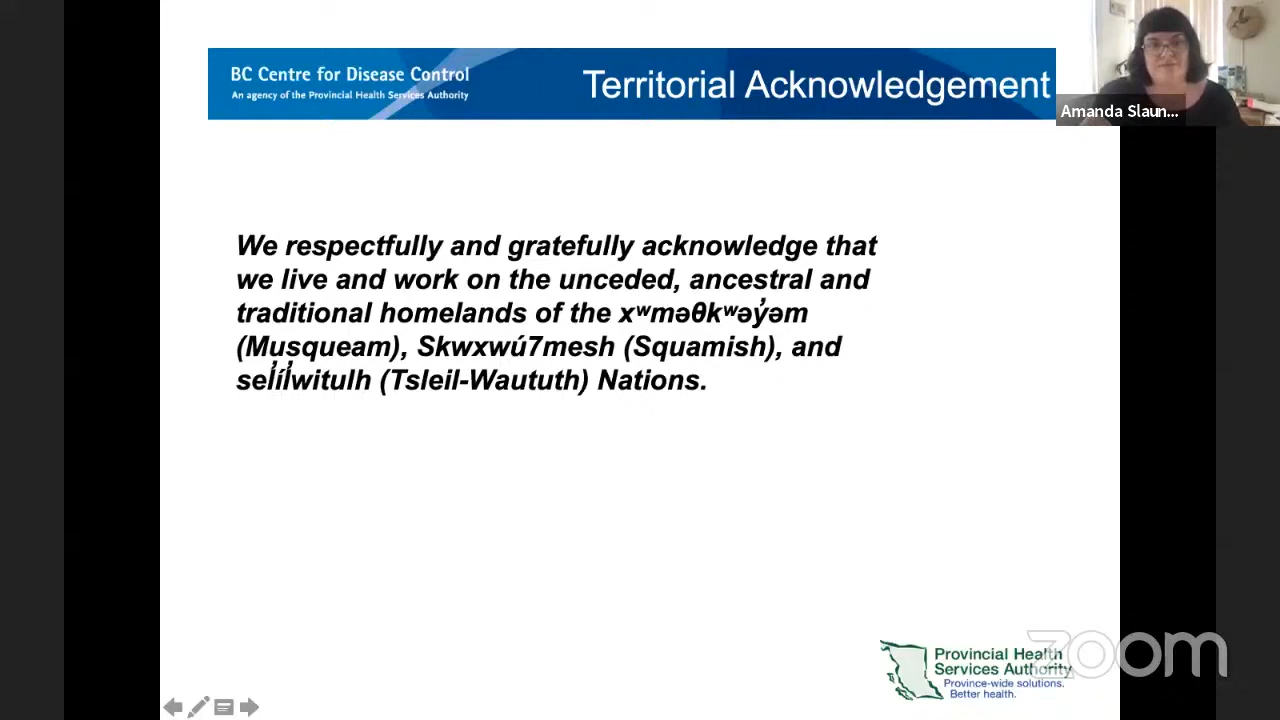 BC Centre for Disease Control
An agency of the Provincial Health Services Authority
Territorial Acknowledgement
Amanda Slaun...
We respectfully and gratefully acknowledge that
we live and work on the unceded, ancestral and
traditional homelands of the xʷməθkʷəy̓əm
(Musqueam), Skwxwú7mesh (Squamish), and
sel̓íl̓witulh (Tsleil-Waututh) Nations.
Provincial Health
Services Authority
Province-wide solutions.
Better health.
zoom